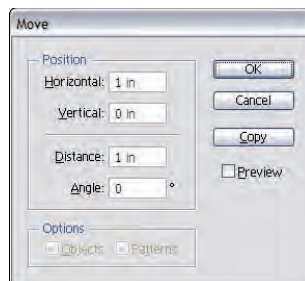 Move
Position
Horizontal: 1 in
Vertical: 0 in
Distance: 1 in
Angle: 0 °
OK
Cancel
Copy
Preview
Options
Objects Patterns